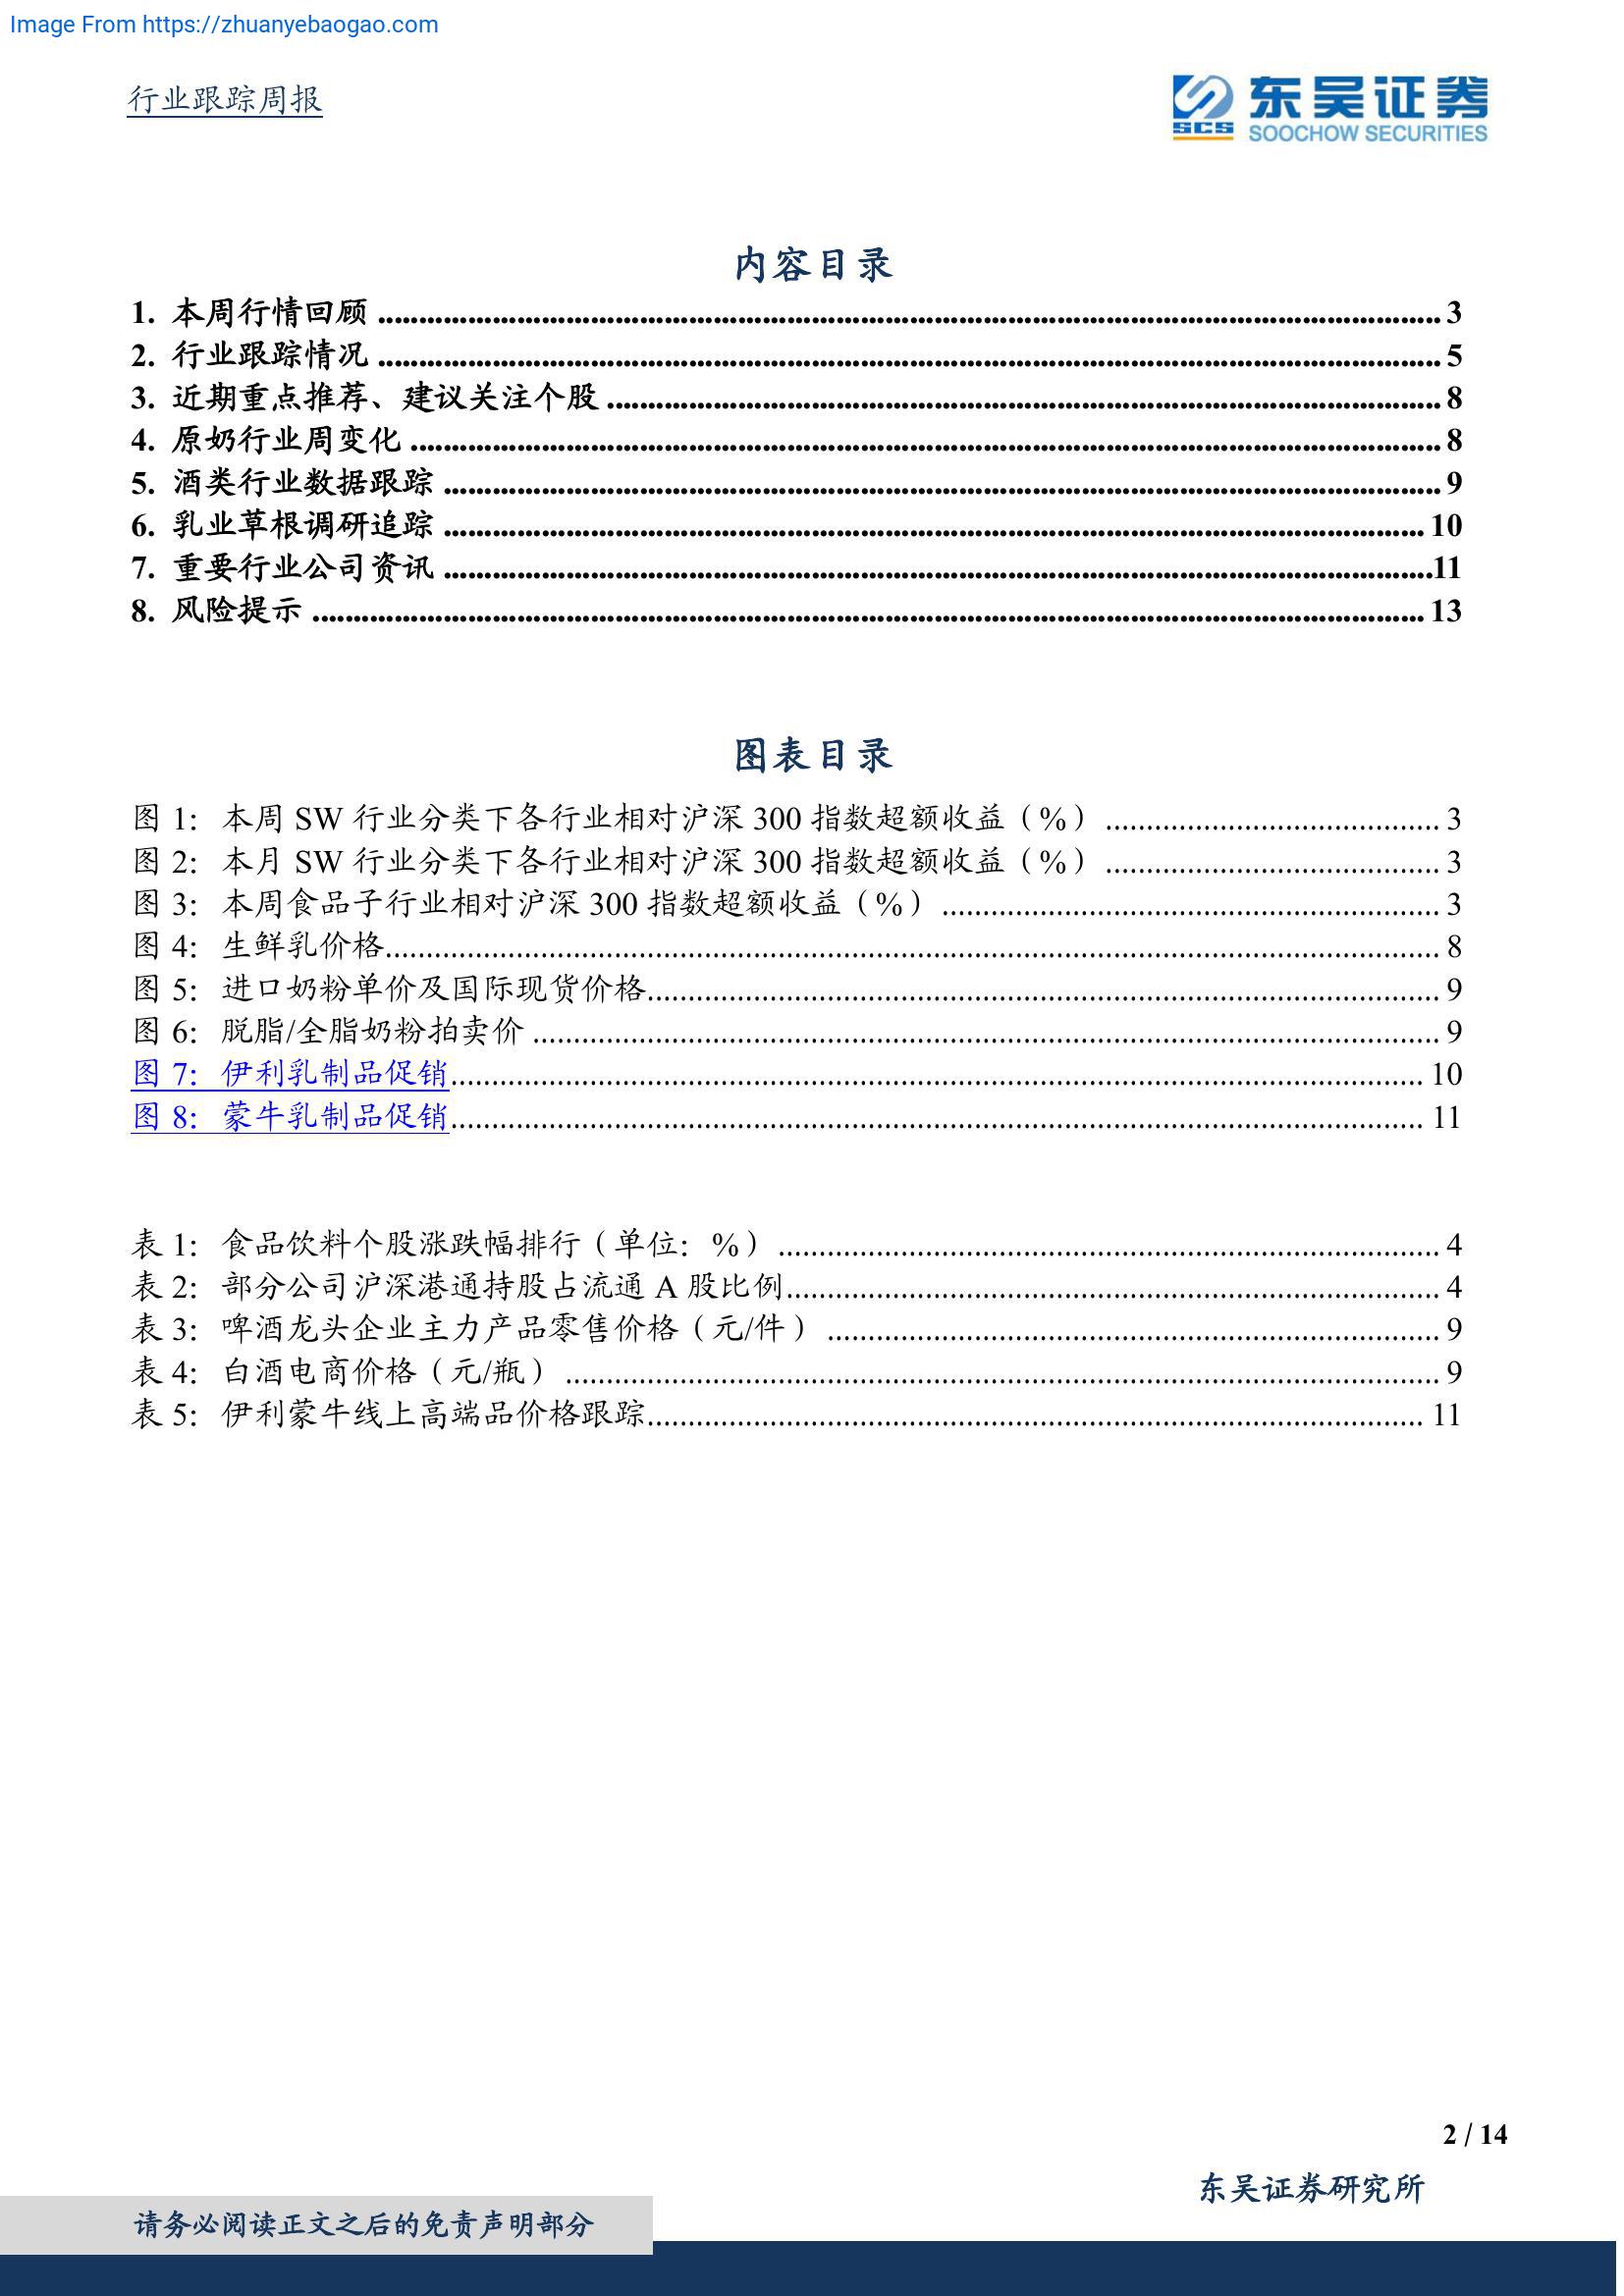 Image From https://zhuanyebaogao.com
行业跟踪周报
SCS 东吴证券
SOOCHOW SECURITIES
内容目录
1. 本周行情回顾 ........ 3
2. 行业跟踪情况 ........ 5
3. 近期重点推荐、建议关注个股 ........ 8
4. 原奶行业周变化 ........ 8
5. 酒类行业数据跟踪 ........ 9
6. 乳业草根调研追踪 ........ 10
7. 重要行业公司资讯 ........ 11
8. 风险提示 ........ 13
图表目录
图 1: 本周 SW 行业分类下各行业相对沪深 300 指数超额收益（%） ........ 3
图 2: 本月 SW 行业分类下各行业相对沪深 300 指数超额收益（%） ........ 3
图 3: 本周食品子行业相对沪深 300 指数超额收益（%） ........ 3
图 4: 生鲜乳价格........ 8
图 5: 进口奶粉单价及国际现货价格........ 9
图 6: 脱脂/全脂奶粉拍卖价 ........ 9
图 7: 伊利乳制品促销........ 10
图 8: 蒙牛乳制品促销........ 11
表 1: 食品饮料个股涨跌幅排行（单位: %） ........ 4
表 2: 部分公司沪深港通持股占流通 A 股比例........ 4
表 3: 啤酒龙头企业主力产品零售价格（元/件） ........ 9
表 4: 白酒电商价格（元/瓶） ........ 9
表 5: 伊利蒙牛线上高端品价格跟踪........ 11
2 / 14
东吴证券研究所
请务必阅读正文之后的免责声明部分